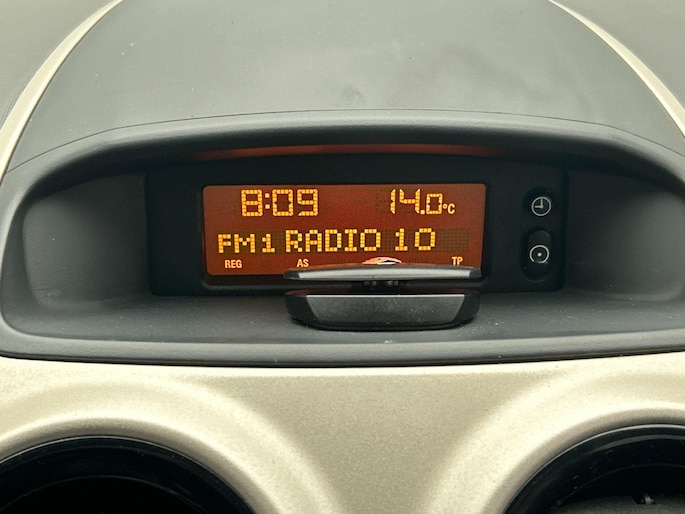 8:09 14.0°C
FM1 RADIO 10
REG AS TP